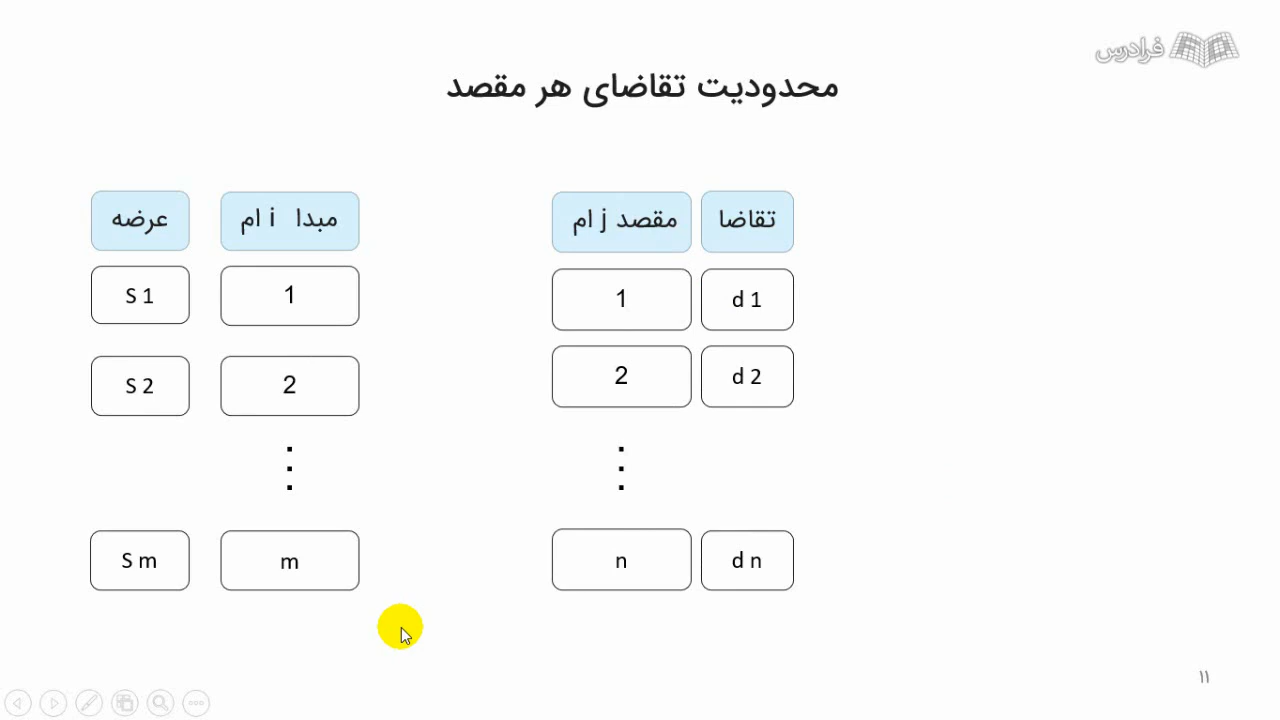 فرادرس
محدودیت تقاضای هر مقصد
عرضه مبدا i ام مقصد j ام تقاضا
S 1 1 1 d 1
S 2 2 2 d 2
⋮ ⋮
S m m n d n
۱۱